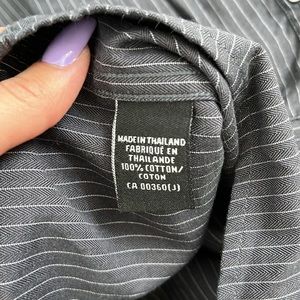 MADE IN THAILAND
FABRIQUÉ EN
THAILANDE
100% COTTON/
COTON
CA 00360(J)